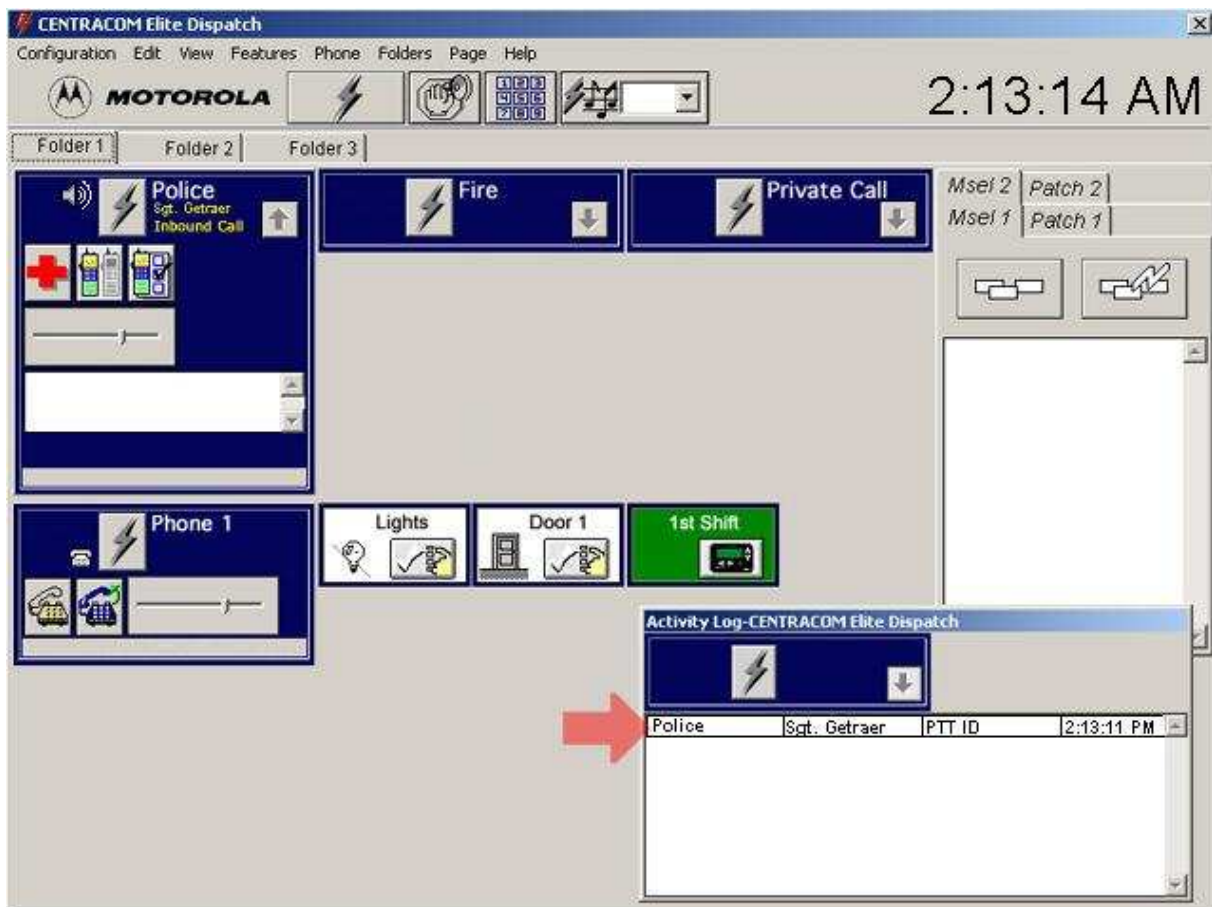 CENTRACOM Elite Dispatch
Configuration Edit View Features Phone Folders Page Help
MOTOROLA
2:13:14 AM
Folder 1 Folder 2 Folder 3
Police
Sgt. Getraer
Inbound Call
Fire
Private Call
Msel 2 Patch 2
Msel 1 Patch 1
Phone 1
Lights
Door 1
1st Shift
Activity Log-CENTRACOM Elite Dispatch
Police Sgt. Getraer PTT ID 2:13:11 PM